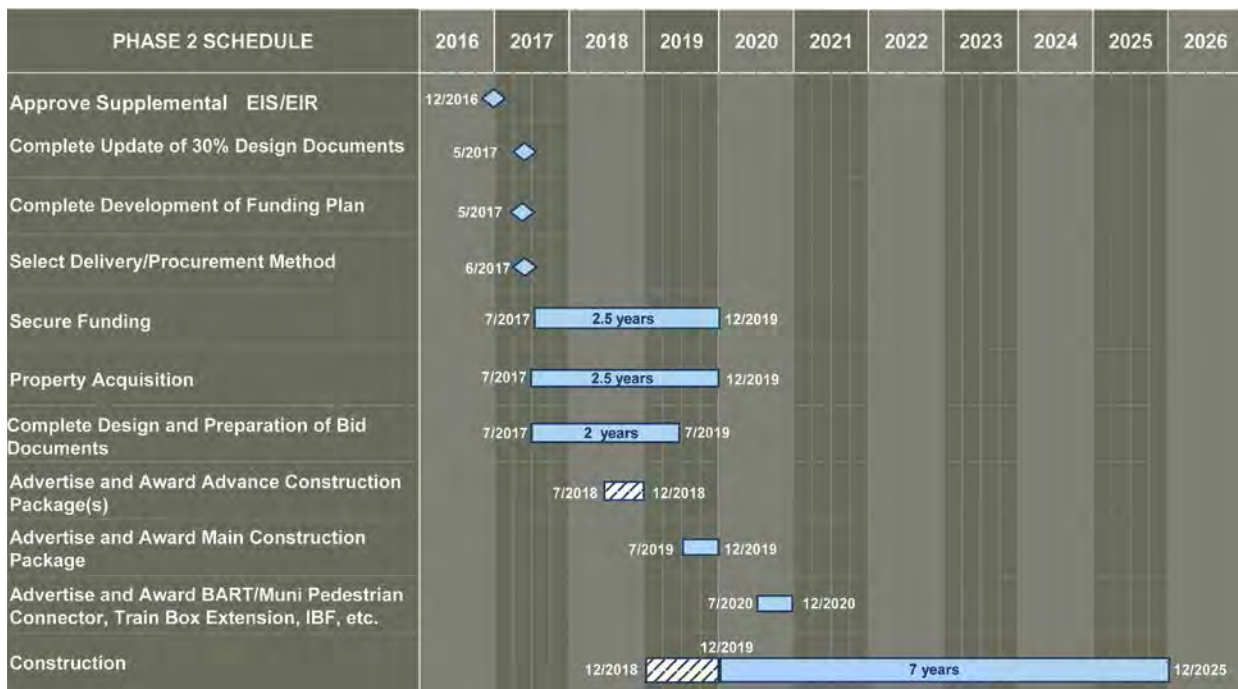 PHASE 2 SCHEDULE 2016 2017 2018 2019 2020 2021 2022 2023 2024 2025 2026
Approve Supplemental EIS/EIR 12/2016
Complete Update of 30% Design Documents 5/2017
Complete Development of Funding Plan 5/2017
Select Delivery/Procurement Method 6/2017
Secure Funding 7/2017 2.5 years 12/2019
Property Acquisition 7/2017 2.5 years 12/2019
Complete Design and Preparation of Bid
Documents 7/2017 2 years 7/2019
Advertise and Award Advance Construction
Package(s) 7/2018 12/2018
Advertise and Award Main Construction
Package 7/2019 12/2019
Advertise and Award BART/Muni Pedestrian
Connector, Train Box Extension, IBF, etc. 7/2020 12/2020
12/2019
Construction 12/2018 7 years 12/2025